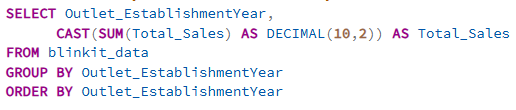 SELECT Outlet_EstablishmentYear,
CAST(SUM(Total_Sales) AS DECIMAL(10,2)) AS Total_Sales
FROM blinkit_data
GROUP BY Outlet_EstablishmentYear
ORDER BY Outlet_EstablishmentYear